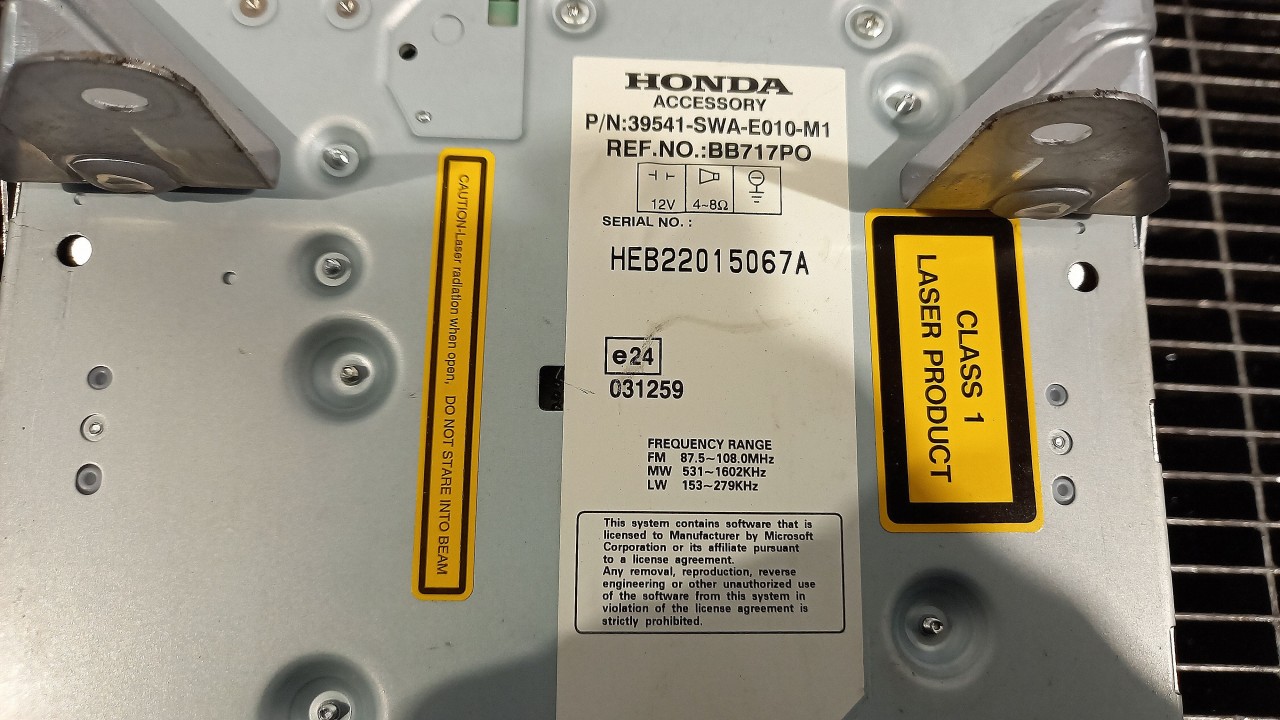 HONDA
ACCESSORY
P/N:39541-SWA-E010-M1
REF.NO.:BB717PO
12V 4~8Ω
SERIAL NO. :
HEB22015067A
e24
031259
FREQUENCY RANGE
FM 87.5~108.0MHz
MW 531~1602KHz
LW 153~279KHz
This system contains software that is
licensed to Manufacturer by Microsoft
Corporation or its affiliate pursuant
to a license agreement.
Any removal, reproduction, reverse
engineering or other unauthorized use
of the software from this system in
violation of the license agreement is
strictly prohibited.
CAUTION-Laser radiation when open, DO NOT STARE INTO BEAM
CLASS 1
LASER PRODUCT